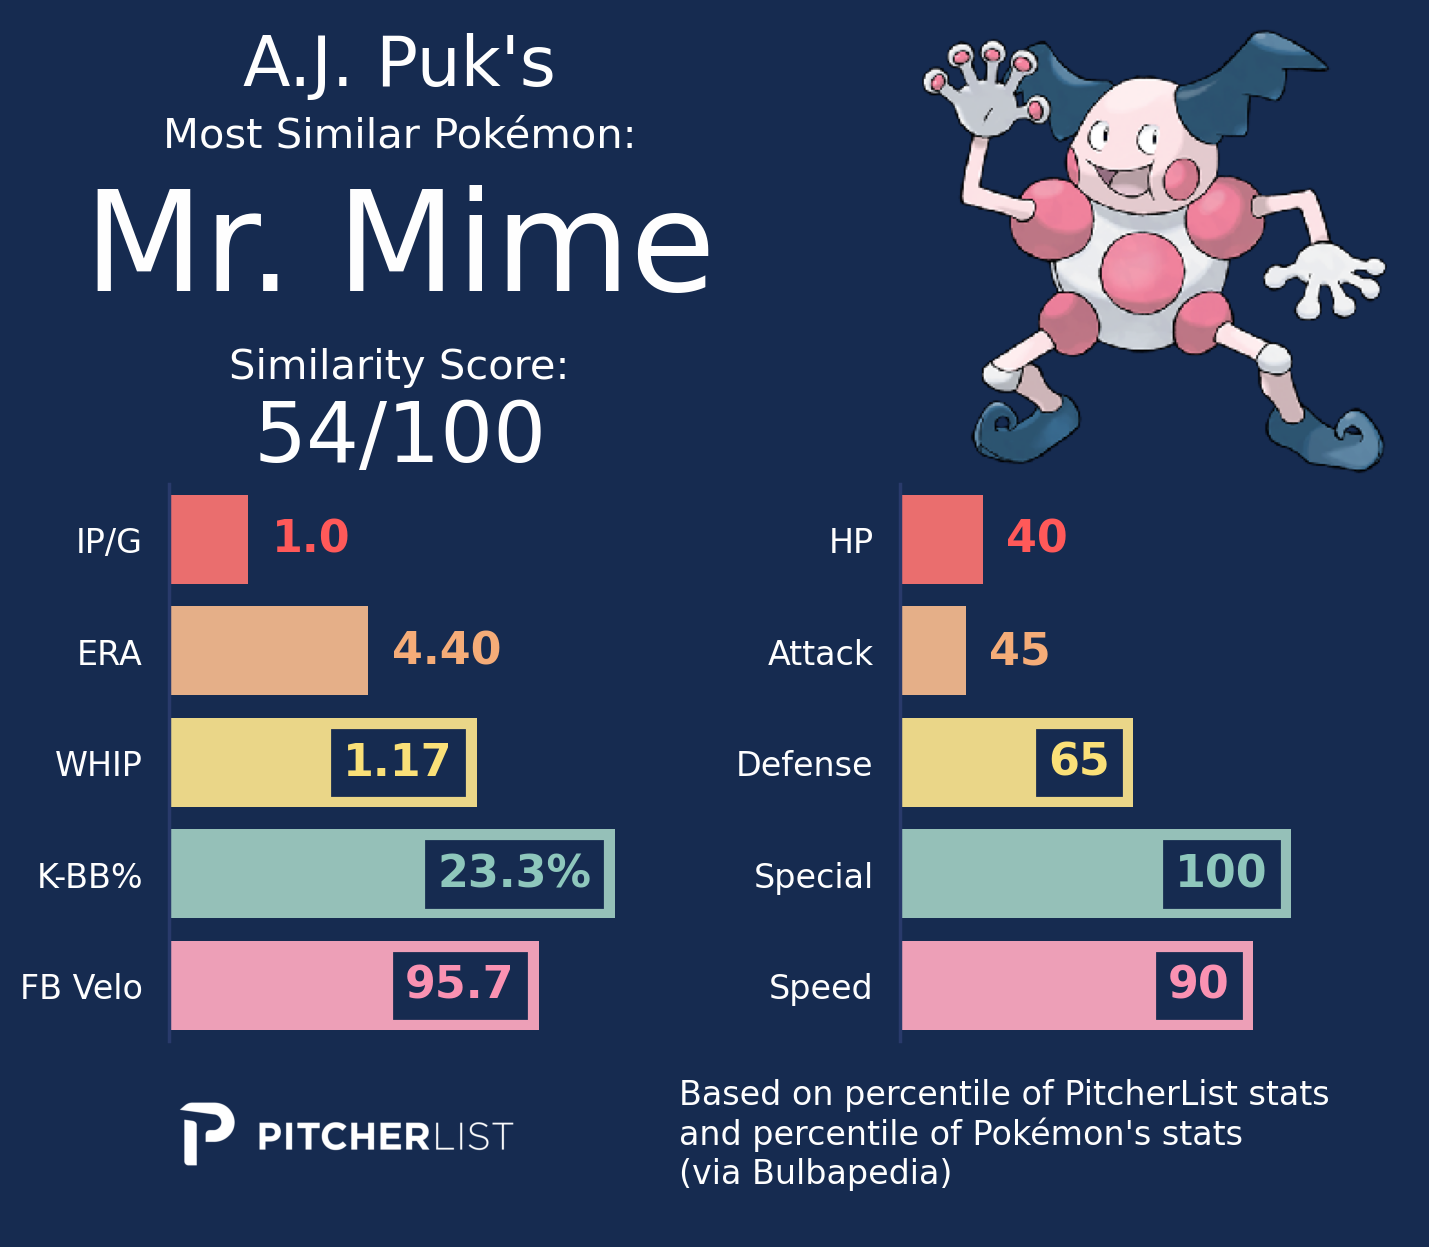 A.J. Puk's
Most Similar Pokémon:
Mr. Mime
Similarity Score:
54/100
IP/G 1.0
ERA 4.40
WHIP 1.17
K-BB% 23.3%
FB Velo 95.7
HP 40
Attack 45
Defense 65
Special 100
Speed 90
PITCHERLIST
Based on percentile of PitcherList stats
and percentile of Pokémon's stats
(via Bulbapedia)